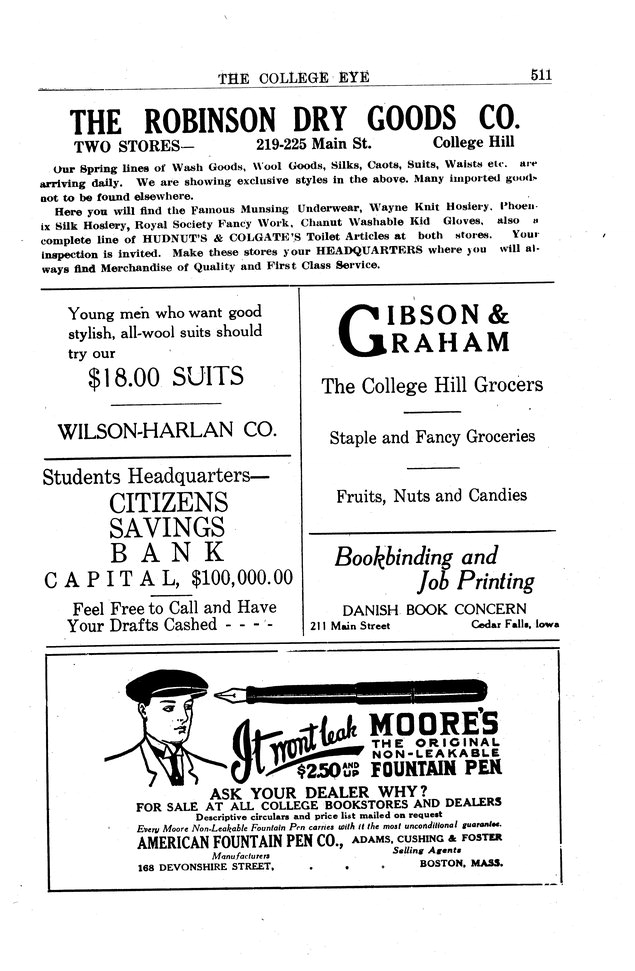 THE COLLEGE EYE 511
THE ROBINSON DRY GOODS CO.
TWO STORES— 219-225 Main St. College Hill
Our Spring lines of Wash Goods, Wool Goods, Silks, Caots, Suits, Waists etc. are
arriving daily. We are showing exclusive styles in the above. Many imported goods
not to be found elsewhere.
Here you will find the Famous Munsing Underwear, Wayne Knit Hosiery, Phoen-
ix Silk Hosiery, Royal Society Fancy Work, Chanut Washable Kid Gloves, also a
complete line of HUDNUT'S & COLGATE'S Toilet Articles at both stores. Your
inspection is invited. Make these stores your HEADQUARTERS where you will al-
ways find Merchandise of Quality and First Class Service.
Young men who want good
stylish, all-wool suits should
try our
$18.00 SUITS
WILSON-HARLAN CO.
Students Headquarters—
CITIZENS
SAVINGS
BANK
CAPITAL, $100,000.00
Feel Free to Call and Have
Your Drafts Cashed - - - -
GIBSON &
GRAHAM
The College Hill Grocers
Staple and Fancy Groceries
Fruits, Nuts and Candies
Bookbinding and
Job Printing
DANISH BOOK CONCERN
211 Main Street Cedar Falls, Iowa
It won't leak
MOORE'S
THE ORIGINAL
NON-LEAKABLE
$2.50 AND UP FOUNTAIN PEN
ASK YOUR DEALER WHY?
FOR SALE AT ALL COLLEGE BOOKSTORES AND DEALERS
Descriptive circulars and price list mailed on request
Every Moore Non-Leakable Fountain Pen carries with it the most unconditional guarantee.
AMERICAN FOUNTAIN PEN CO., ADAMS, CUSHING & FOSTER
Manufacturers Selling Agents
168 DEVONSHIRE STREET, . . . BOSTON, MASS.